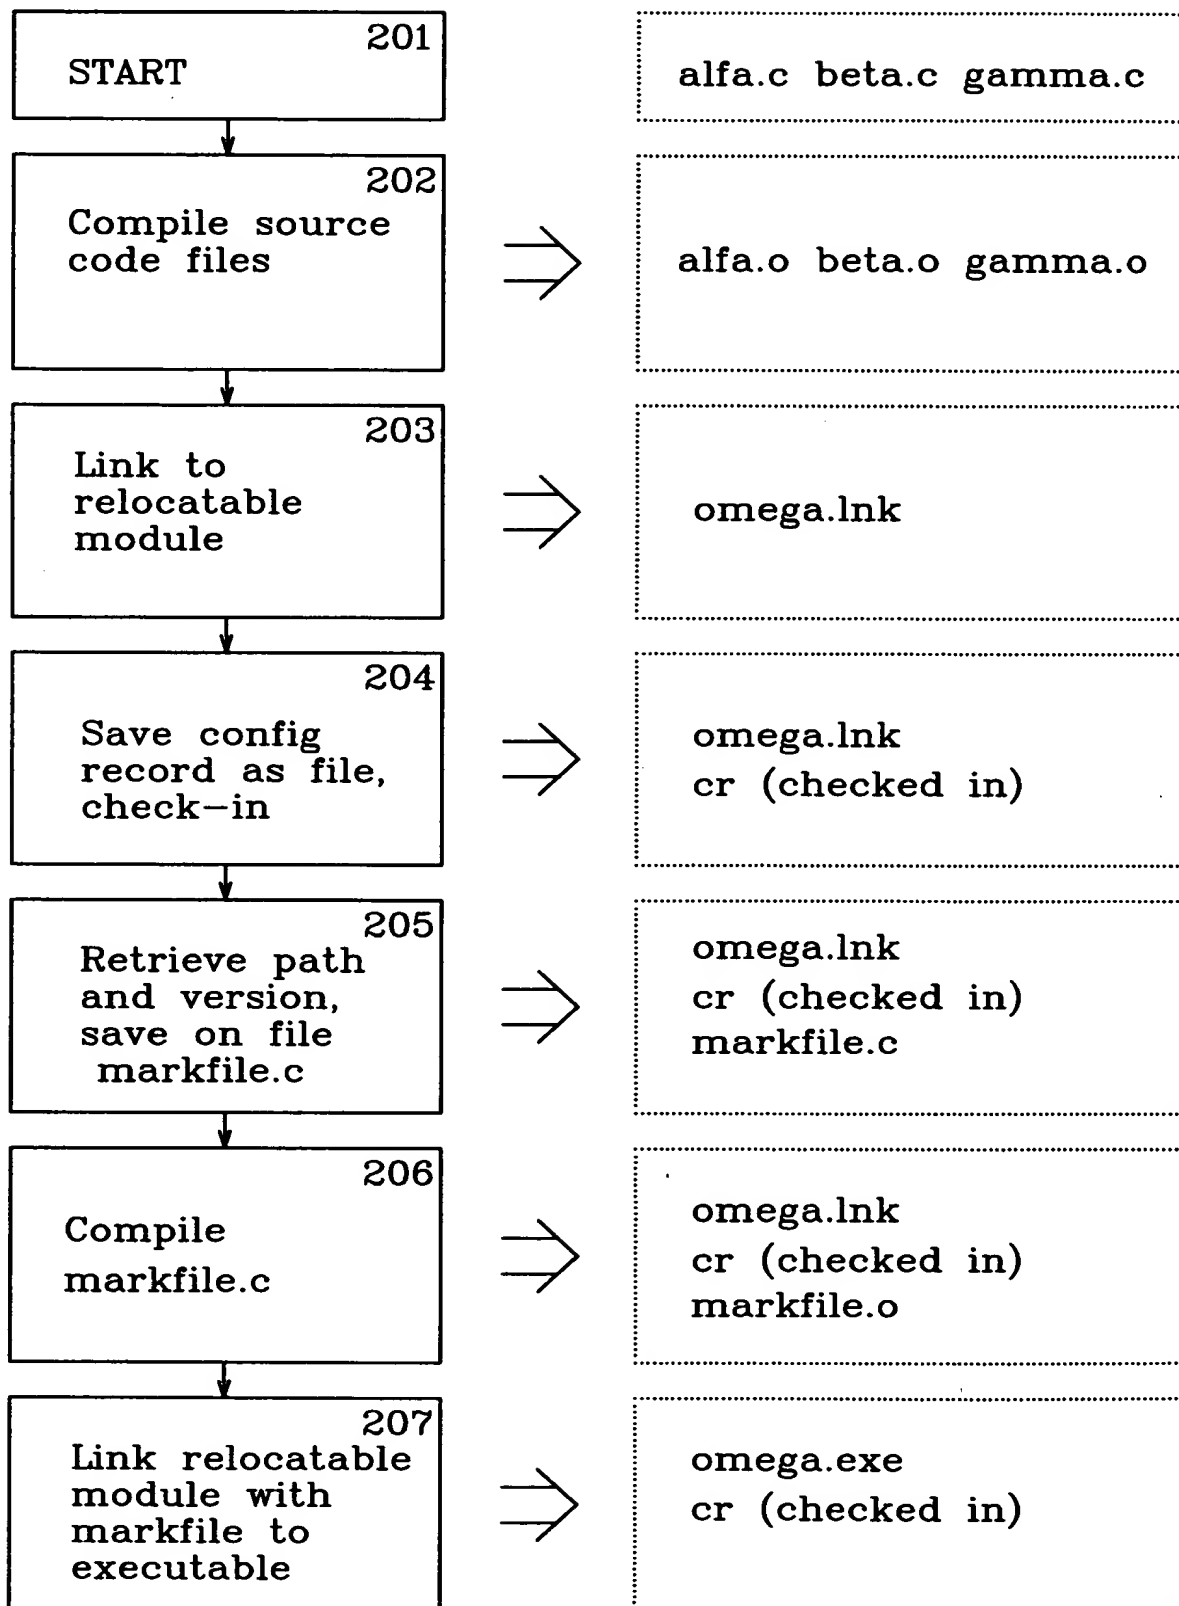 201
START
alfa.c beta.c gamma.c
202
Compile source
code files
alfa.o beta.o gamma.o
203
Link to
relocatable
module
omega.lnk
204
Save config
record as file,
check-in
omega.lnk
cr (checked in)
205
Retrieve path
and version,
save on file
markfile.c
omega.lnk
cr (checked in)
markfile.c
206
Compile
markfile.c
omega.lnk
cr (checked in)
markfile.o
207
Link relocatable
module with
markfile to
executable
omega.exe
cr (checked in)